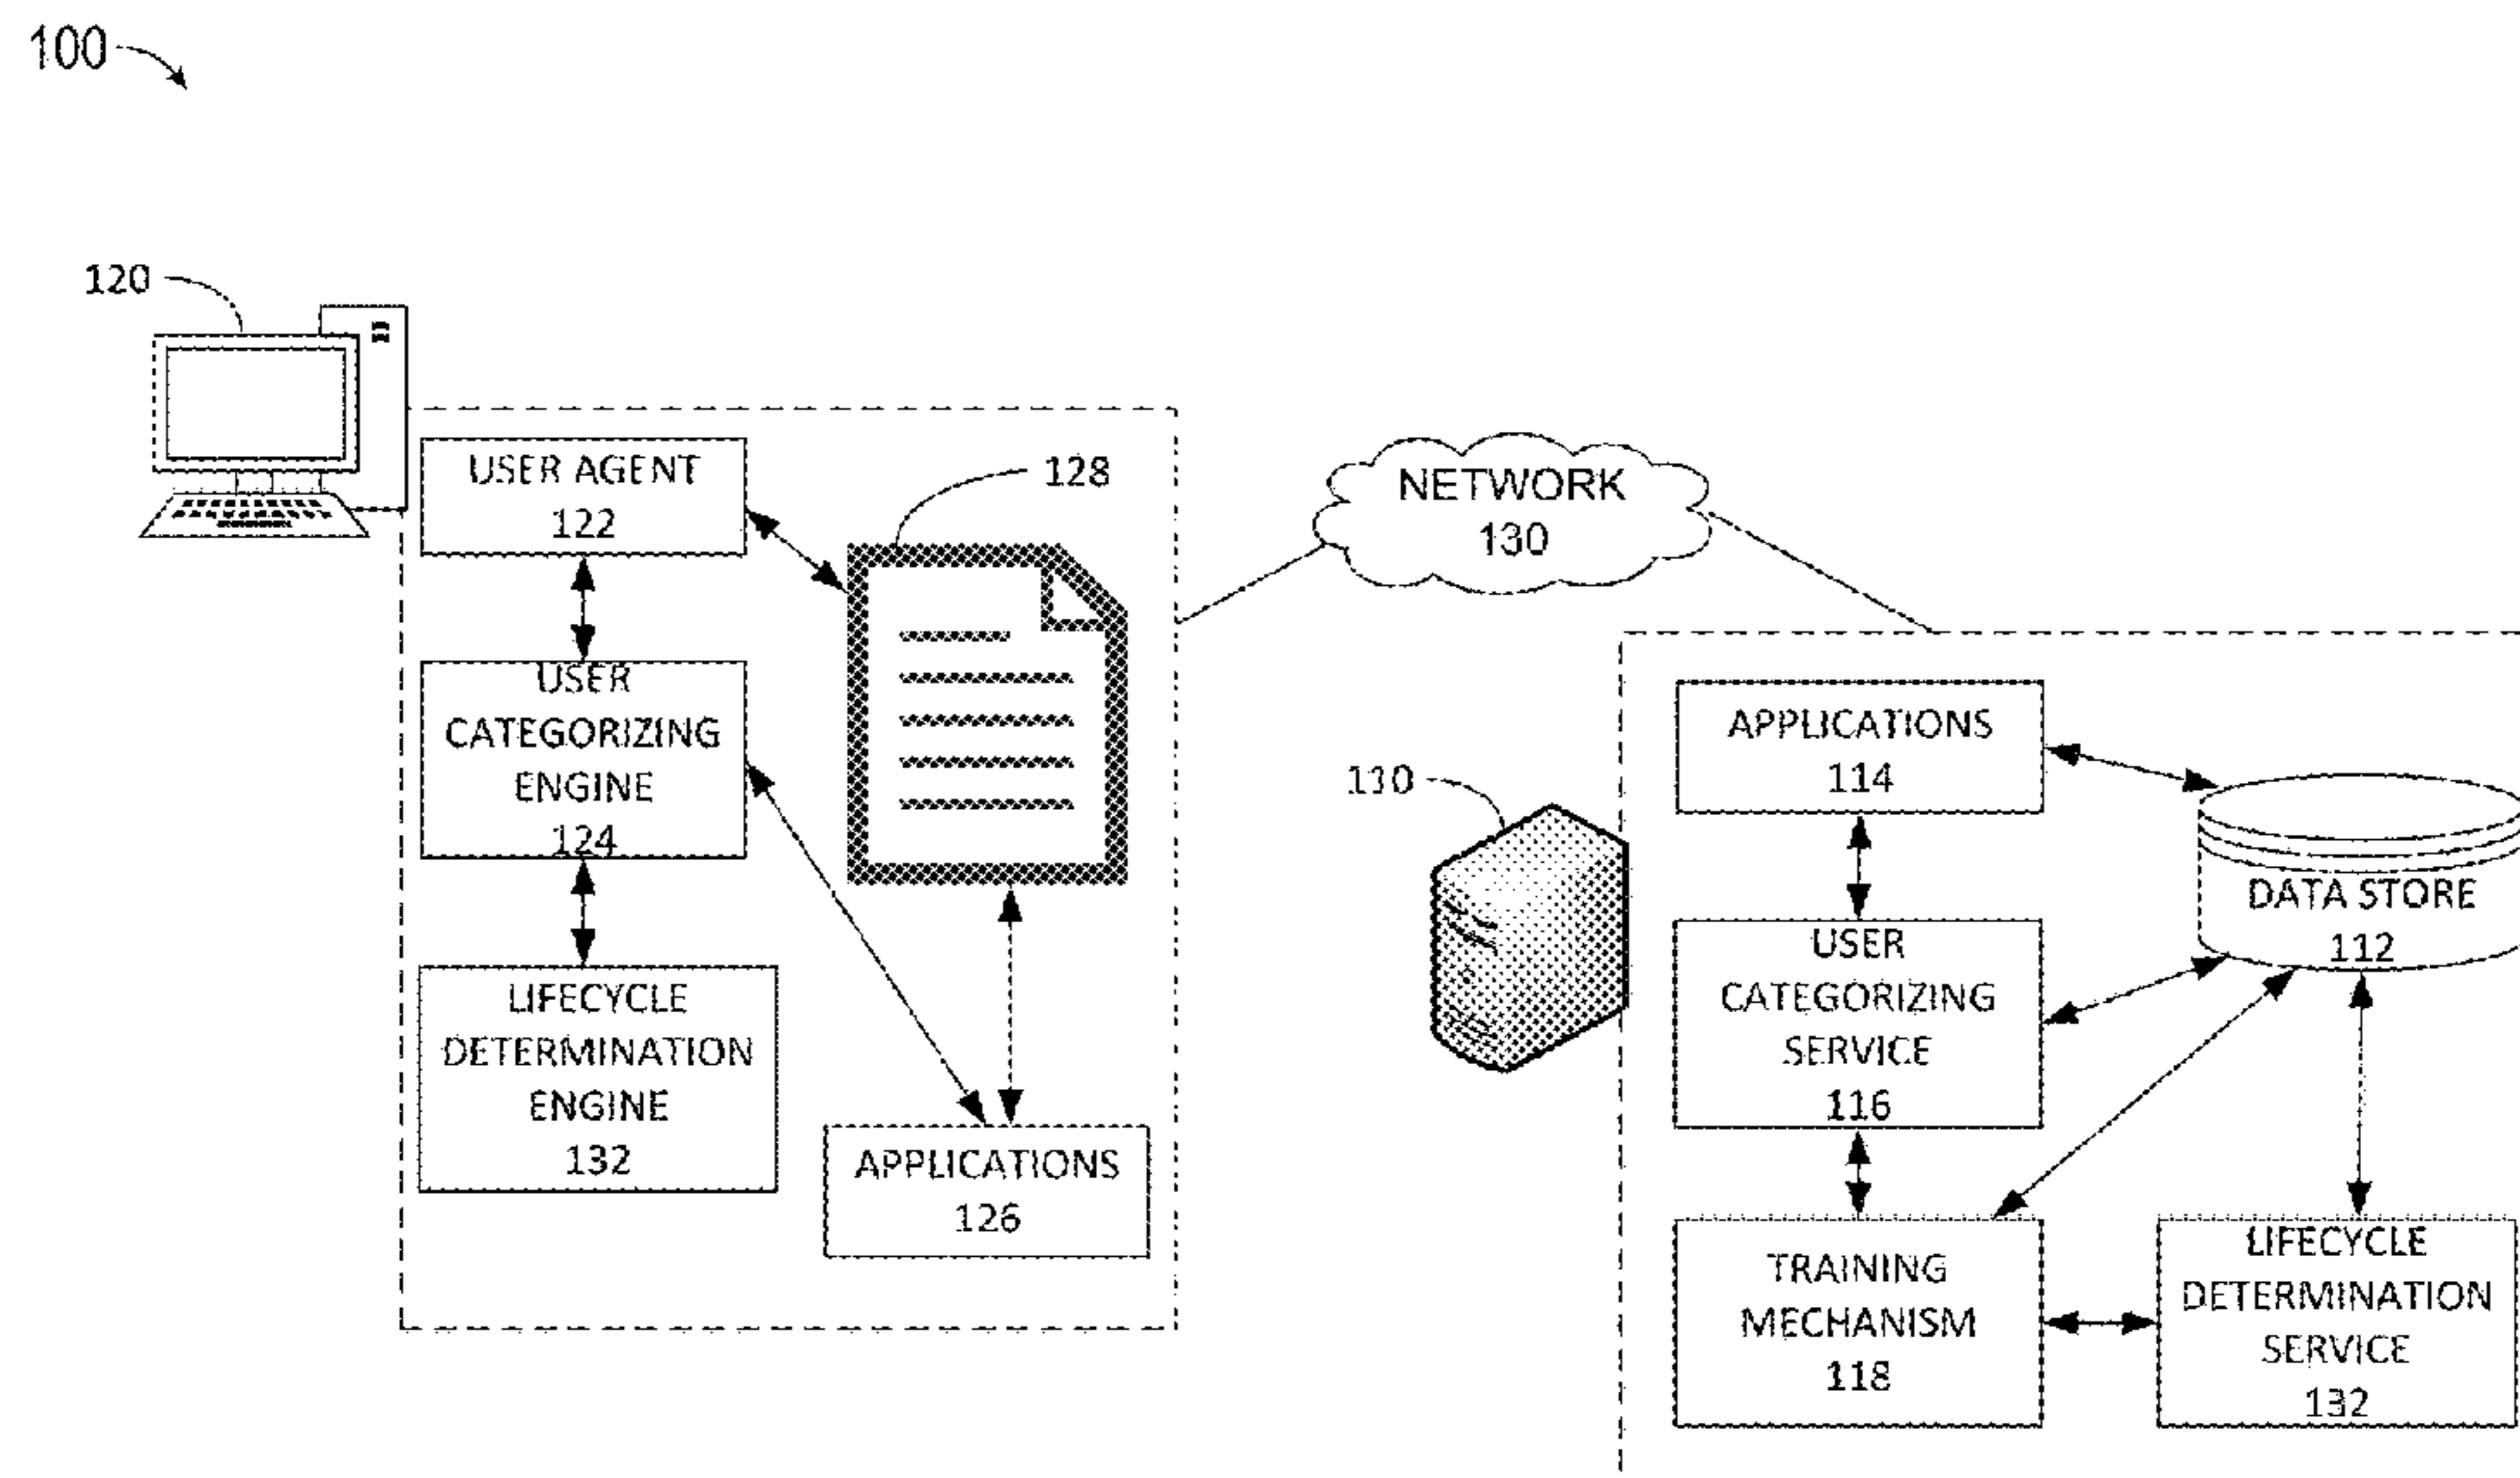 100
120
USER AGENT
122
128
NETWORK
130
USER
CATEGORIZING
ENGINE
124
LIFECYCLE
DETERMINATION
ENGINE
132
APPLICATIONS
126
130
APPLICATIONS
114
DATA STORE
112
USER
CATEGORIZING
SERVICE
116
TRAINING
MECHANISM
118
LIFECYCLE
DETERMINATION
SERVICE
132